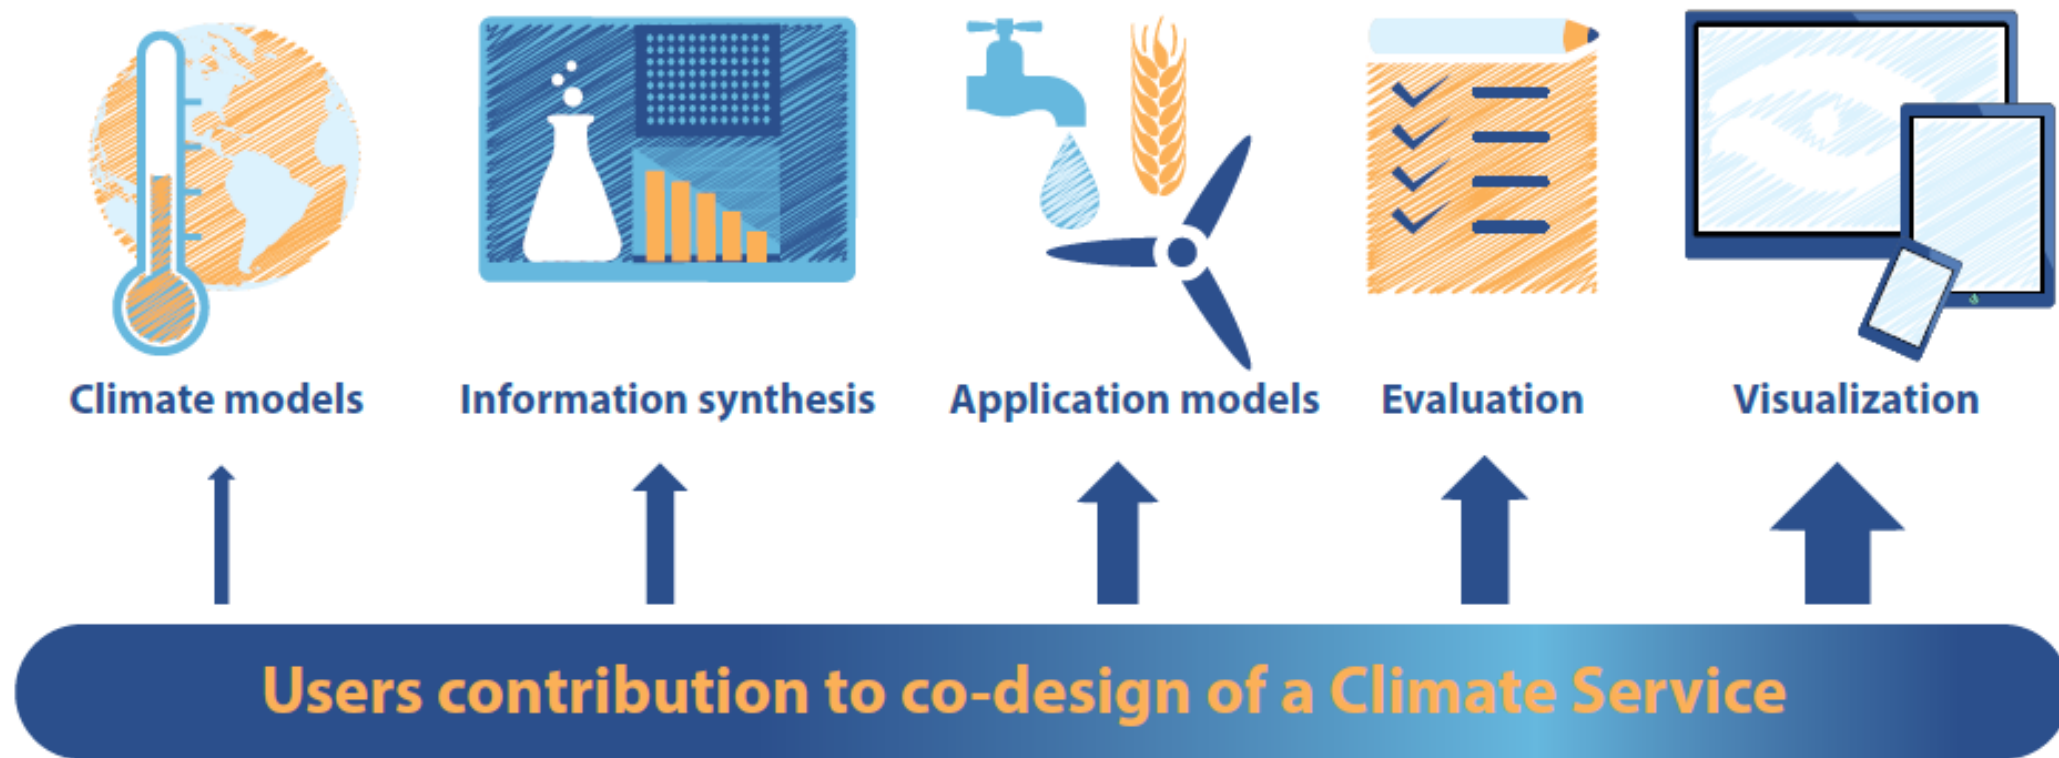 Climate models
Information synthesis
Application models
Evaluation
Visualization
Users contribution to co-design of a Climate Service